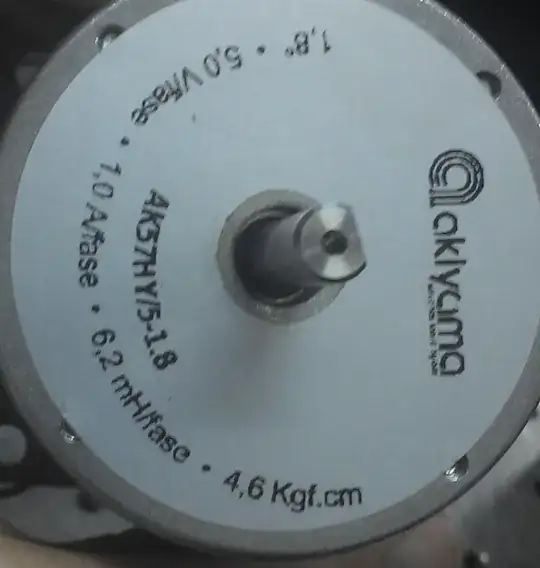 akiyama
AK57HY/5-1.8
1,8° • 5,0 V/fase • 1,0 A/fase • 6,2 mH/fase • 4,6 Kgf.cm